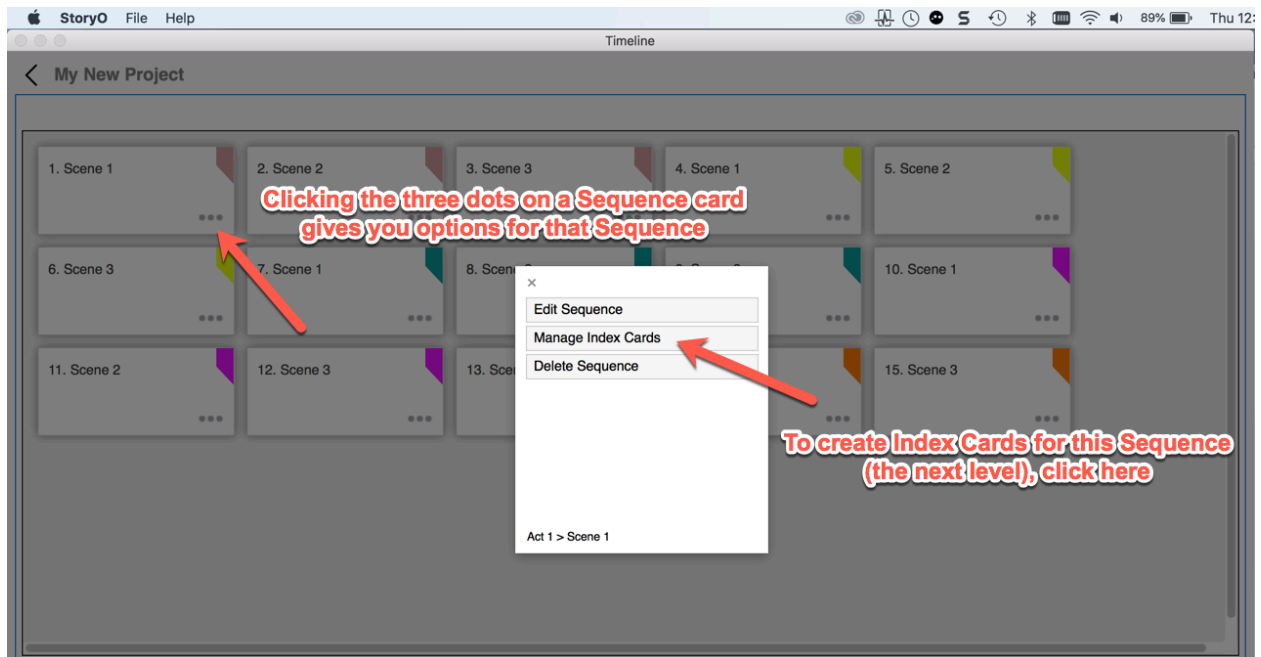 StoryO File Help 89% Thu 12:
Timeline
My New Project
1. Scene 1
2. Scene 2
3. Scene 3
4. Scene 1
5. Scene 2
Clicking the three dots on a Sequence card
gives you options for that Sequence
6. Scene 3
7. Scene 1
8. Scen
10. Scene 1
×
Edit Sequence
Manage Index Cards
Delete Sequence
11. Scene 2
12. Scene 3
13. Sce
15. Scene 3
To create Index Cards for this Sequence
(the next level), click here
Act 1 > Scene 1